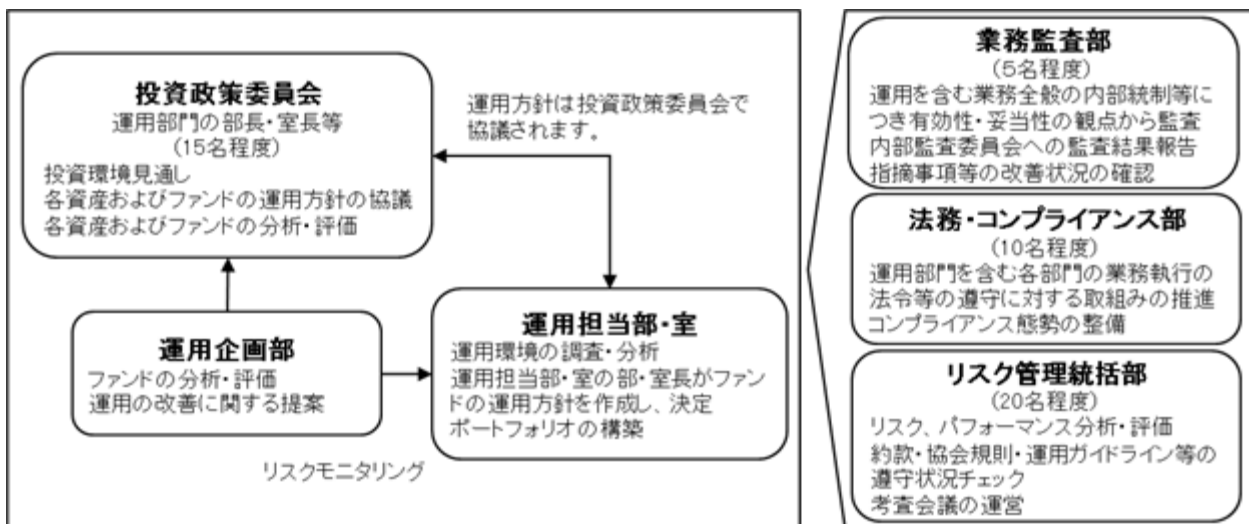 投資政策委員会
運用部門の部長・室長等
(15名程度)
投資環境見通し
各資産およびファンドの運用方針の協議
各資産およびファンドの分析・評価
運用方針は投資政策委員会で
協議されます。
運用企画部
ファンドの分析・評価
運用の改善に関する提案
運用担当部・室
運用環境の調査・分析
運用担当部・室の部・室長がファン
ドの運用方針を作成し、決定
ポートフォリオの構築
リスクモニタリング
業務監査部
(5名程度)
運用を含む業務全般の内部統制等に
つき有効性・妥当性の観点から監査
内部監査委員会への監査結果報告
指摘事項等の改善状況の確認
法務・コンプライアンス部
(10名程度)
運用部門を含む各部門の業務執行の
法令等の遵守に対する取組みの推進
コンプライアンス態勢の整備
リスク管理統括部
(20名程度)
リスク、パフォーマンス分析・評価
約款・協会規則・運用ガイドライン等の
遵守状況チェック
考査会議の運営